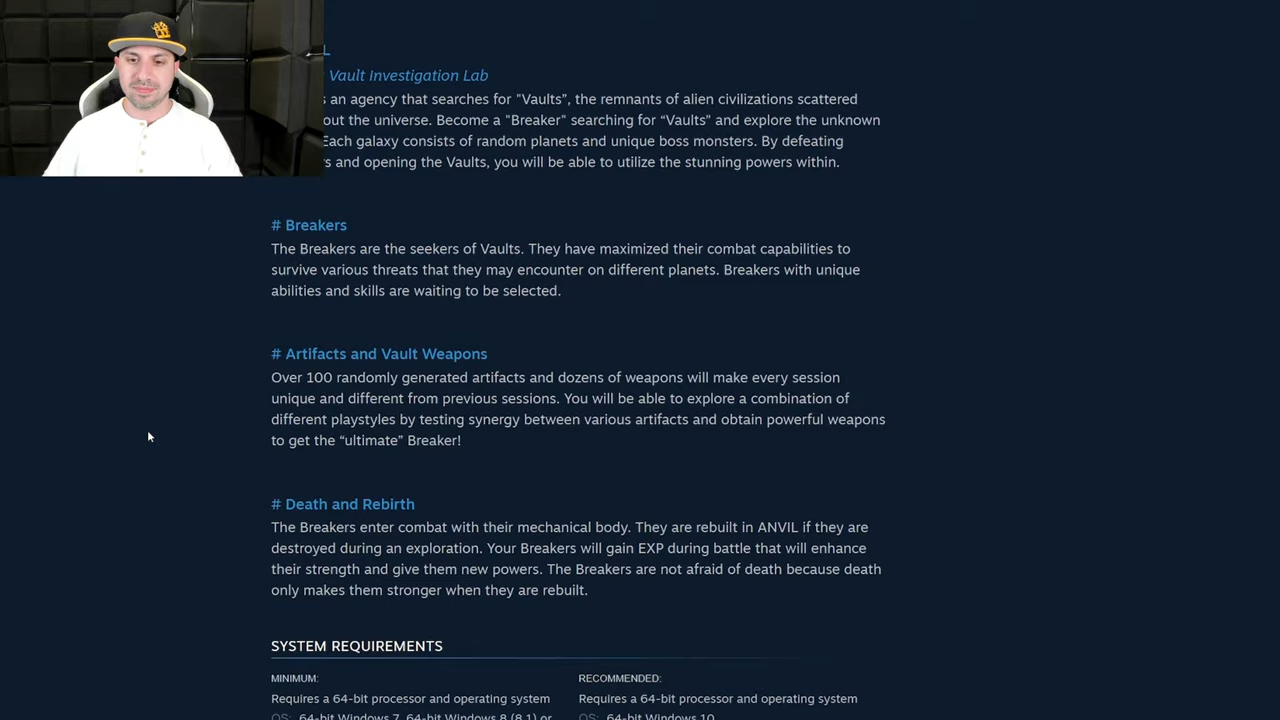 L
Vault Investigation Lab
s an agency that searches for "Vaults", the remnants of alien civilizations scattered
out the universe. Become a "Breaker" searching for “Vaults” and explore the unknown
Each galaxy consists of random planets and unique boss monsters. By defeating
s and opening the Vaults, you will be able to utilize the stunning powers within.
# Breakers
The Breakers are the seekers of Vaults. They have maximized their combat capabilities to
survive various threats that they may encounter on different planets. Breakers with unique
abilities and skills are waiting to be selected.
# Artifacts and Vault Weapons
Over 100 randomly generated artifacts and dozens of weapons will make every session
unique and different from previous sessions. You will be able to explore a combination of
different playstyles by testing synergy between various artifacts and obtain powerful weapons
to get the “ultimate” Breaker!
# Death and Rebirth
The Breakers enter combat with their mechanical body. They are rebuilt in ANVIL if they are
destroyed during an exploration. Your Breakers will gain EXP during battle that will enhance
their strength and give them new powers. The Breakers are not afraid of death because death
only makes them stronger when they are rebuilt.
SYSTEM REQUIREMENTS
MINIMUM:
Requires a 64-bit processor and operating system
OS: 64-bit Windows 7, 64-bit Windows 8 (8.1) or
RECOMMENDED:
Requires a 64-bit processor and operating system
OS: 64-bit Windows 10